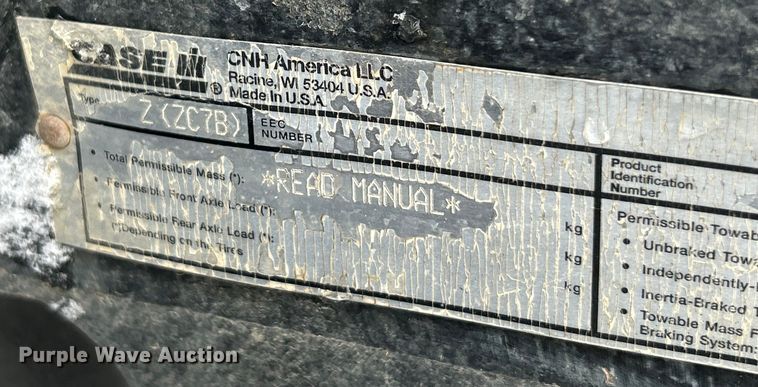 CASE IH ®
CNH America LLC
Racine, WI 53404 U.S.A.
Made In U.S.A.
Type
Z(ZC7B)
EEC
NUMBER
• Total Permissible Mass (*):
• Permissible Front Axle Load (*):
• Permissible Rear Axle Load (*):
(*)Depending on the Tires
*READ MANUAL*
kg
kg
kg
Product
Identification
Number
Permissible Towab
• Unbraked Towa
• Independently-
• Inertia-Braked T
• Towable Mass F
Braking System:
Purple Wave Auction